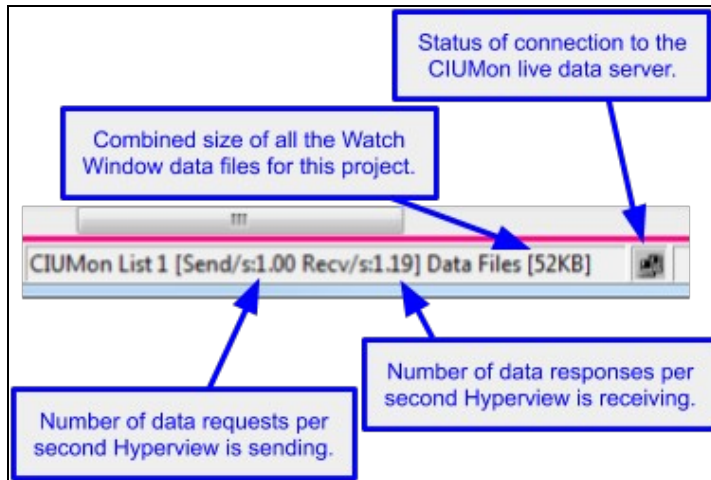 Status of connection to the
CIUMon live data server.
Combined size of all the Watch
Window data files for this project.
CIUMon List 1 [Send/s:1.00 Recv/s:1.19] Data Files [52KB]
Number of data responses per
second Hyperview is receiving.
Number of data requests per
second Hyperview is sending.